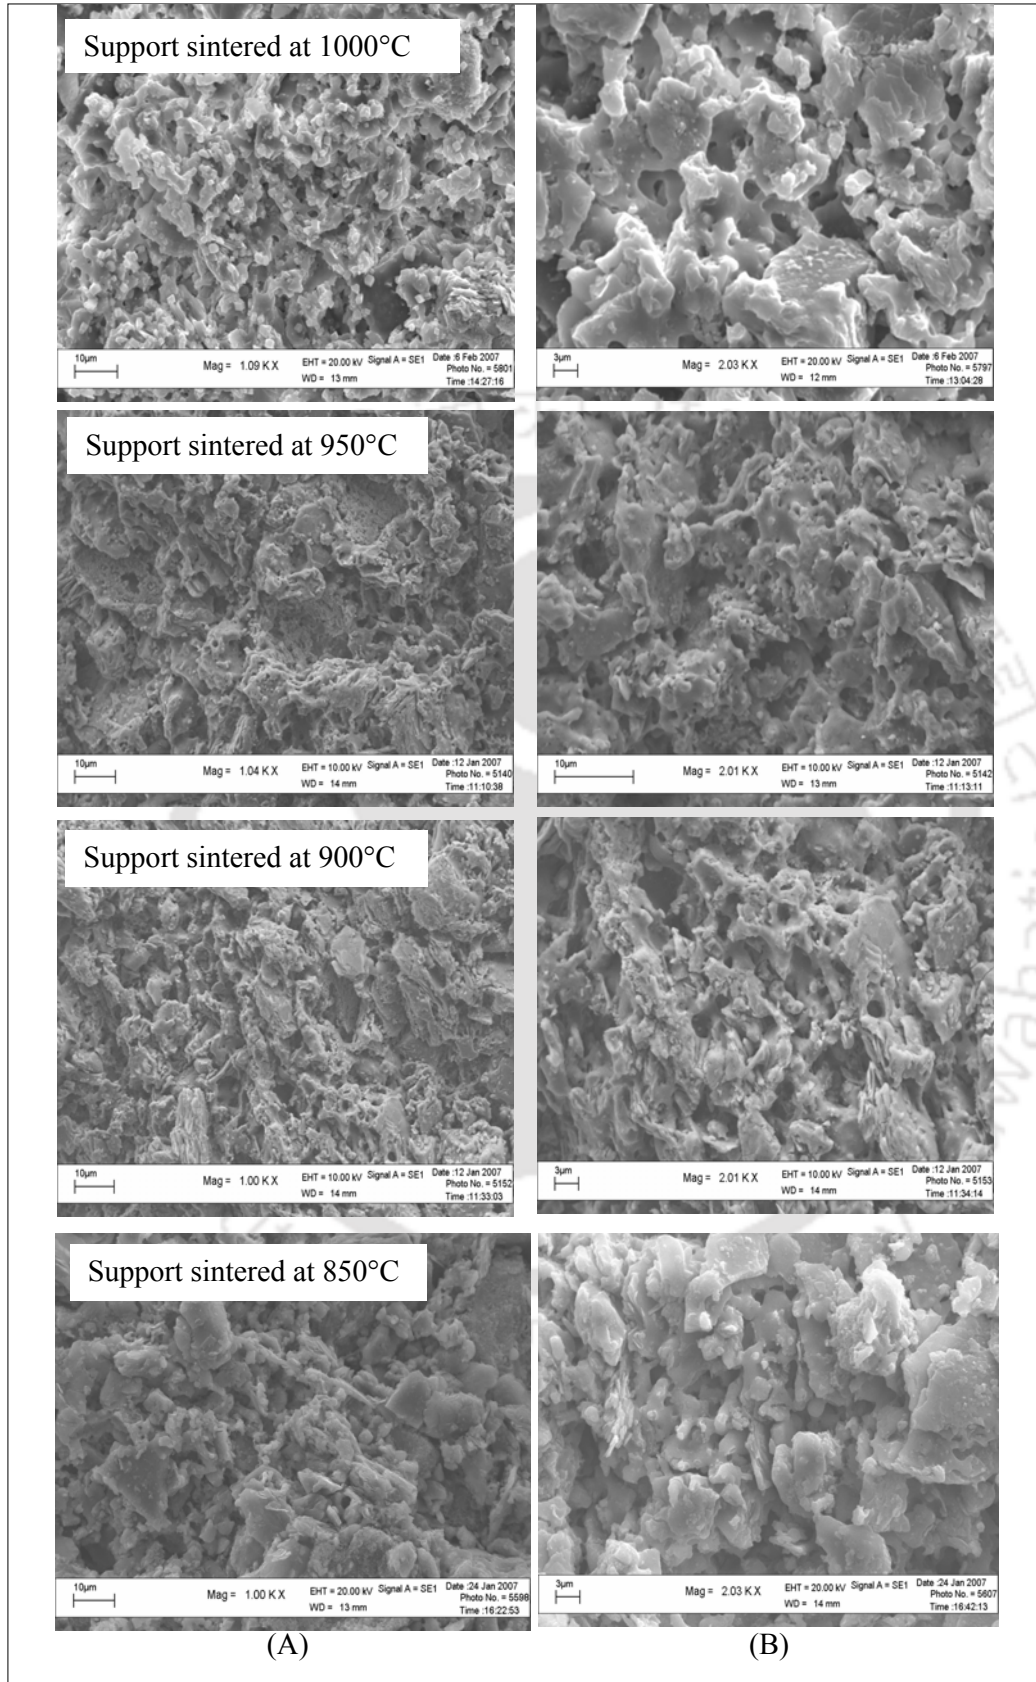 Support sintered at 1000°C
10µm
Mag = 1.09 K X
EHT = 20.00 kV Signal A = SE1 Date :6 Feb 2007
WD = 13 mm Photo No. = 5801
Time :14:27:16
3µm
Mag = 2.03 K X
EHT = 20.00 kV Signal A = SE1 Date :6 Feb 2007
WD = 12 mm Photo No. = 5797
Time :13:04:28
Support sintered at 950°C
10µm
Mag = 1.04 K X
EHT = 10.00 kV Signal A = SE1 Date :12 Jan 2007
WD = 14 mm Photo No. = 5140
Time :11:10:38
10µm
Mag = 2.01 K X
EHT = 10.00 kV Signal A = SE1 Date :12 Jan 2007
WD = 13 mm Photo No. = 5142
Time :11:13:11
Support sintered at 900°C
10µm
Mag = 1.00 K X
EHT = 10.00 kV Signal A = SE1 Date :12 Jan 2007
WD = 14 mm Photo No. = 5152
Time :11:33:03
3µm
Mag = 2.01 K X
EHT = 10.00 kV Signal A = SE1 Date :12 Jan 2007
WD = 14 mm Photo No. = 5153
Time :11:34:14
Support sintered at 850°C
10µm
Mag = 1.00 K X
EHT = 20.00 kV Signal A = SE1 Date :24 Jan 2007
WD = 13 mm Photo No. = 5598
Time :16:22:53
3µm
Mag = 2.03 K X
EHT = 20.00 kV Signal A = SE1 Date :24 Jan 2007
WD = 14 mm Photo No. = 5607
Time :16:42:13
(A) (B)